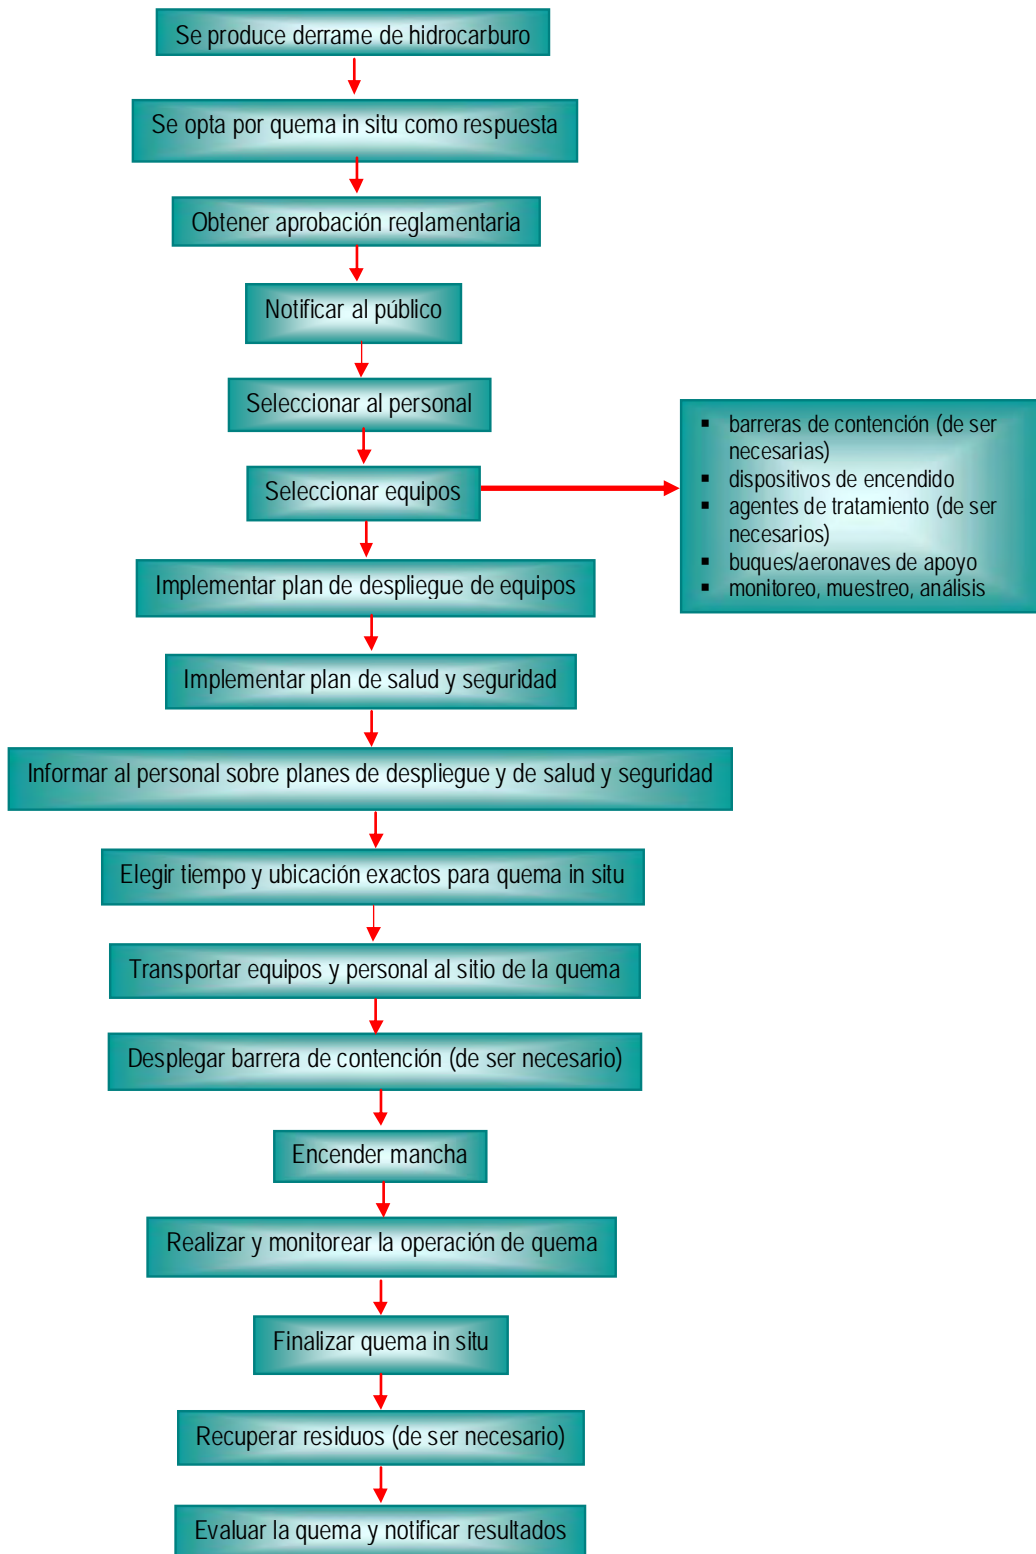 Se produce derrame de hidrocarburo
Se opta por quema in situ como respuesta
Obtener aprobación reglamentaria
Notificar al público
Seleccionar al personal
Seleccionar equipos
▪ barreras de contención (de ser
necesarias)
▪ dispositivos de encendido
▪ agentes de tratamiento (de ser
necesarios)
▪ buques/aeronaves de apoyo
▪ monitoreo, muestreo, análisis
Implementar plan de despliegue de equipos
Implementar plan de salud y seguridad
Informar al personal sobre planes de despliegue y de salud y seguridad
Elegir tiempo y ubicación exactos para quema in situ
Transportar equipos y personal al sitio de la quema
Desplegar barrera de contención (de ser necesario)
Encender mancha
Realizar y monitorear la operación de quema
Finalizar quema in situ
Recuperar residuos (de ser necesario)
Evaluar la quema y notificar resultados